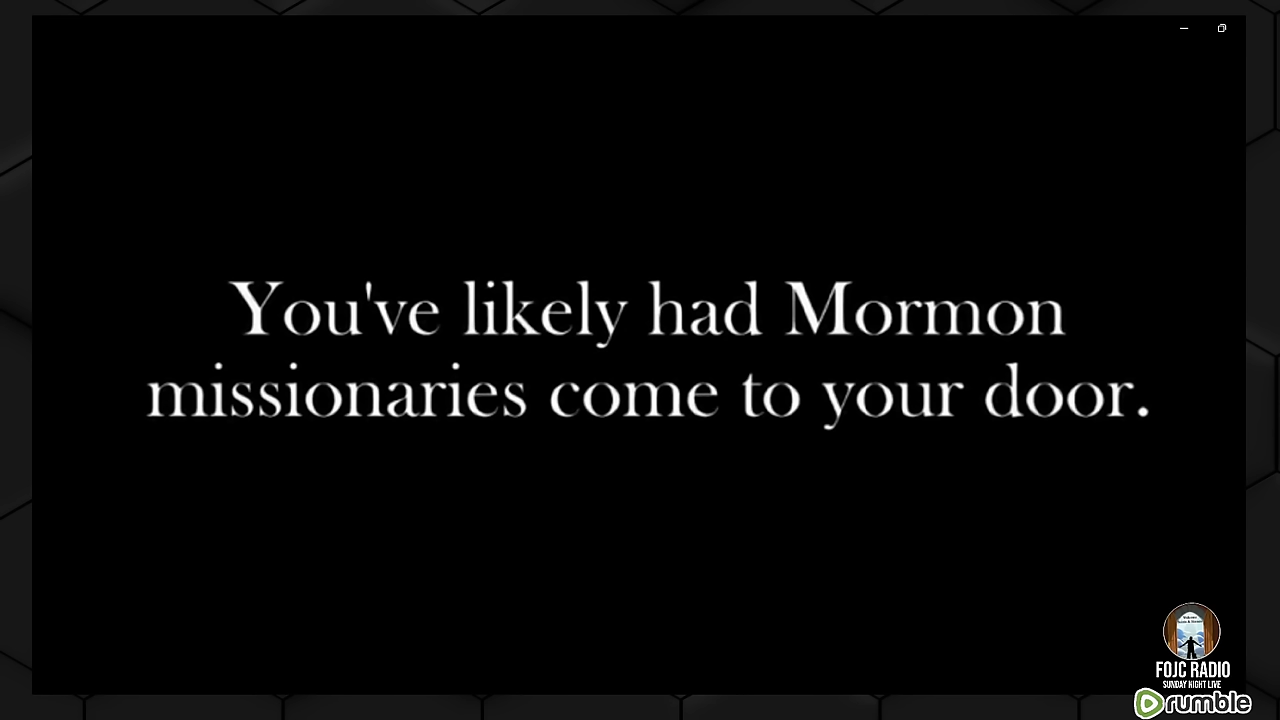 You've likely had Mormon
missionaries come to your door.
FOJC RADIO
SUNDAY NIGHT LIVE
rumble